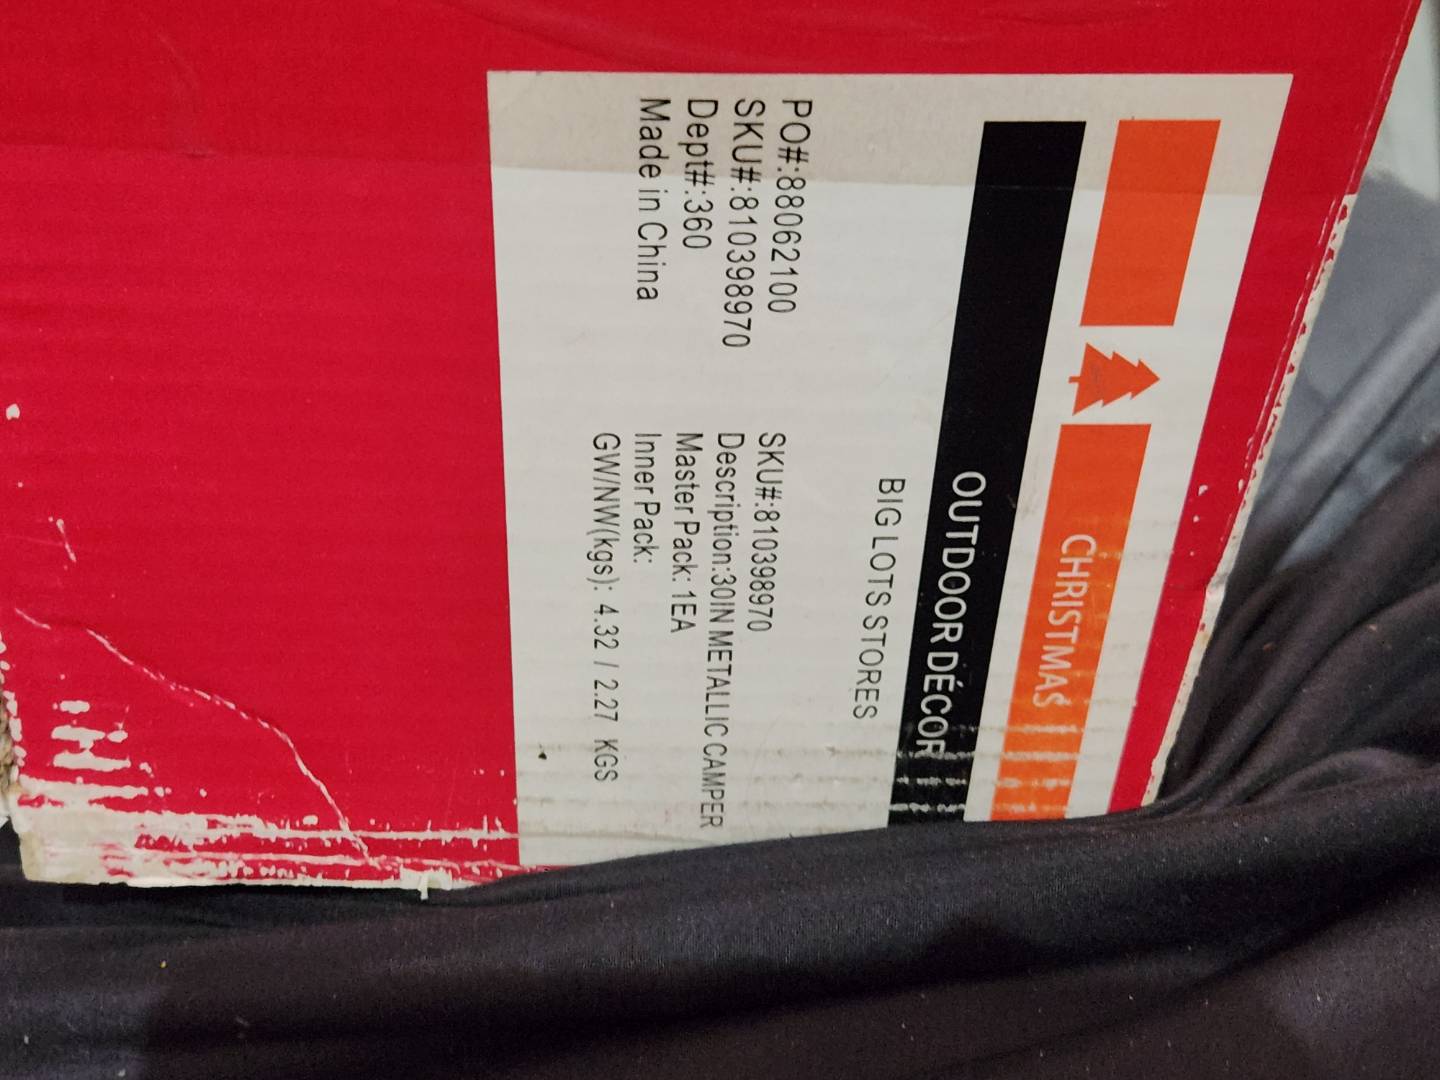 CHRISTMAS
OUTDOOR DÉCOR
BIG LOTS STORES
PO#:88062100
SKU#:810398970
Dept#:360
Made in China
SKU#:810398970
Description:30IN METALLIC CAMPER
Master Pack: 1EA
Inner Pack:
GW/NW(kgs): 4.32 / 2.27 KGS